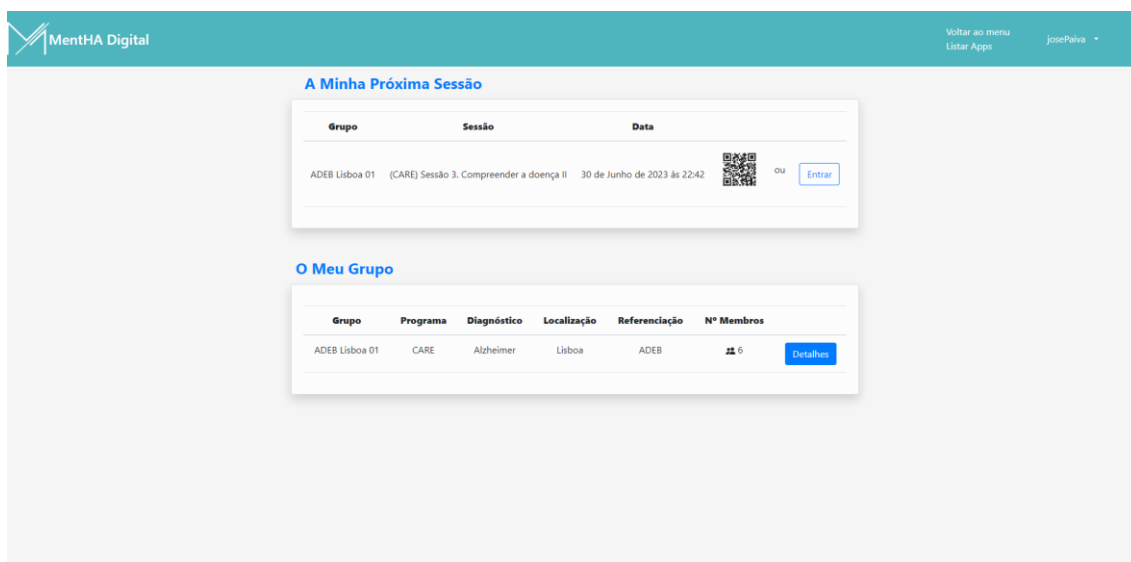 MentHA Digital
Voltar ao menu
Listar Apps
josePaiva
A Minha Próxima Sessão
Grupo Sessão Data
ADEB Lisboa 01 (CARE) Sessão 3. Compreender a doença II 30 de Junho de 2023 às 22:42 ou Entrar
O Meu Grupo
Grupo Programa Diagnóstico Localização Referenciação Nº Membros
ADEB Lisboa 01 CARE Alzheimer Lisboa ADEB 6 Detalhes